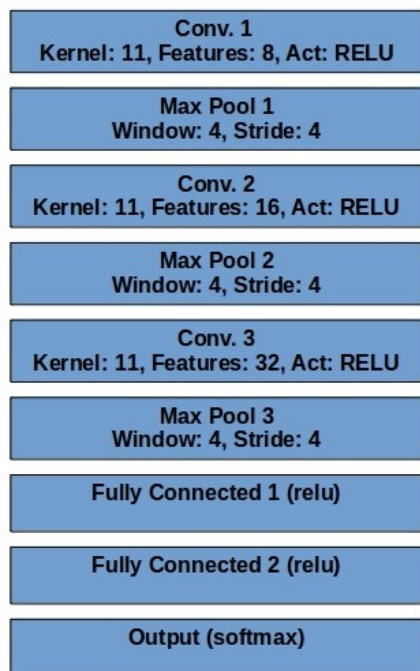 Conv. 1
Kernel: 11, Features: 8, Act: RELU
Max Pool 1
Window: 4, Stride: 4
Conv. 2
Kernel: 11, Features: 16, Act: RELU
Max Pool 2
Window: 4, Stride: 4
Conv. 3
Kernel: 11, Features: 32, Act: RELU
Max Pool 3
Window: 4, Stride: 4
Fully Connected 1 (relu)
Fully Connected 2 (relu)
Output (softmax)